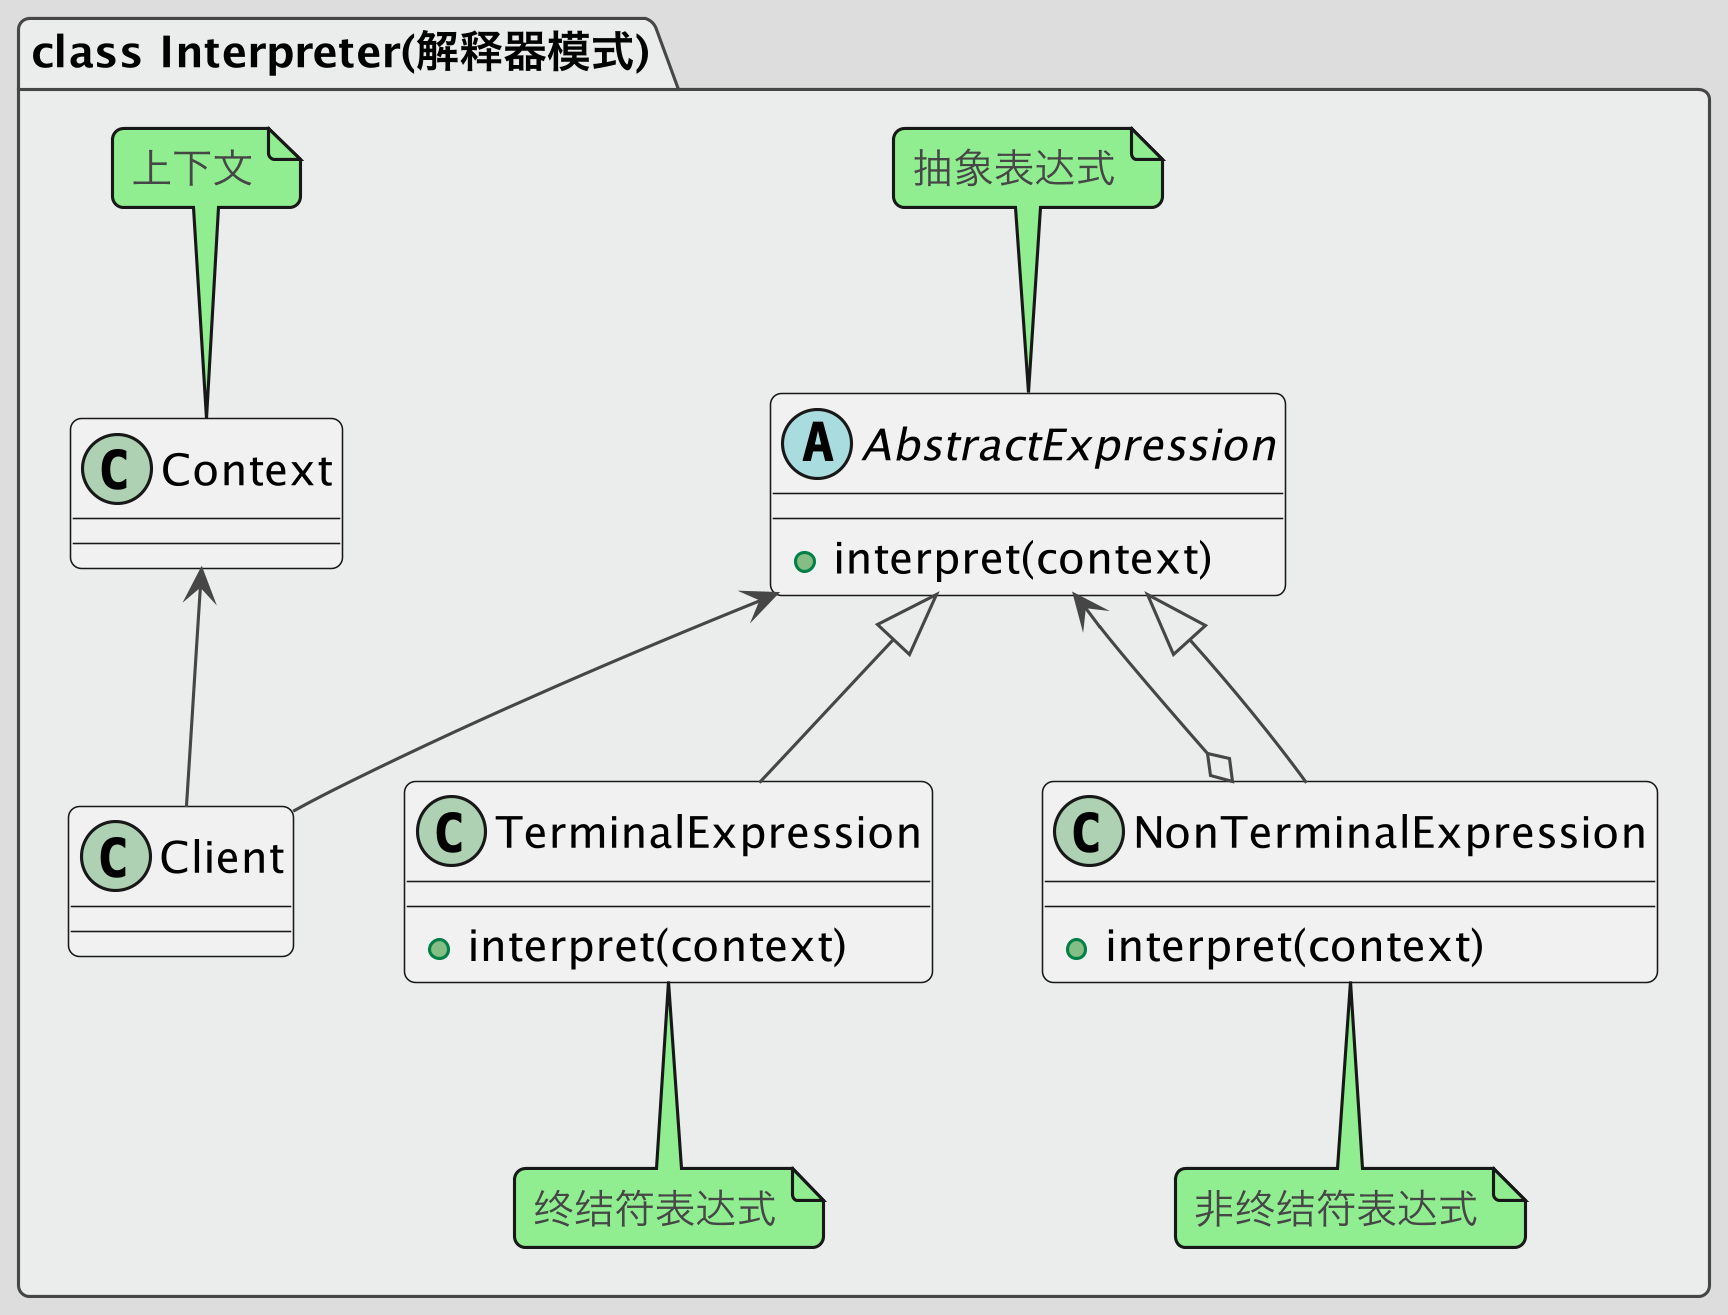 class Interpreter(解释器模式)
上下文
抽象表达式
C Context
A AbstractExpression
interpret(context)
C Client
C TerminalExpression
interpret(context)
C NonTerminalExpression
interpret(context)
终结符表达式
非终结符表达式